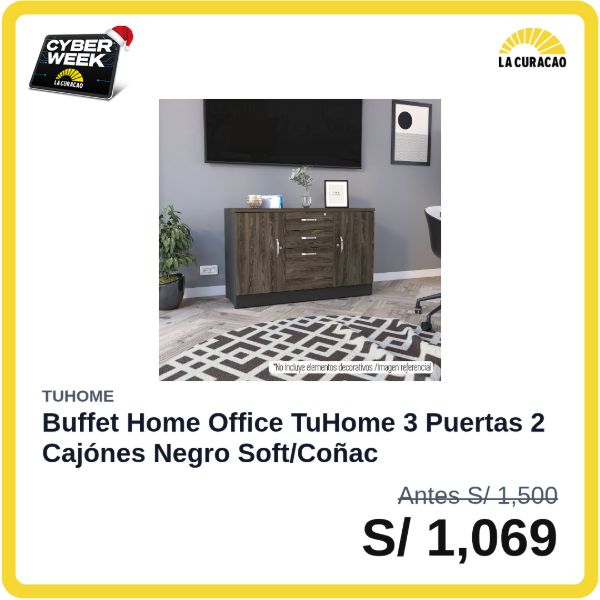 CYBER
WEEK
LA CURACAO
LA CURACAO
*No incluye elementos decorativos /Imagen referencial
TUHOME
Buffet Home Office TuHome 3 Puertas 2
Cajónes Negro Soft/Coñac
Antes S/ 1,500
S/ 1,069